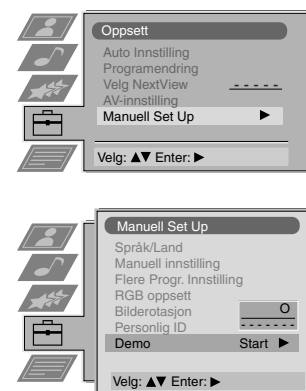 Oppsett
Auto Innstilling
Programendring
Velg NextView - - - - -
AV-innstilling
Manuell Set Up ▶
Velg: ▲▼ Enter: ▶
Manuell Set Up
Språk/Land
Manuell innstilling
Flere Progr. Innstilling
RGB oppsett
Bilderotasjon O
Personlig ID - - - - - - -
Demo Start ▶
Velg: ▲▼ Enter: ▶